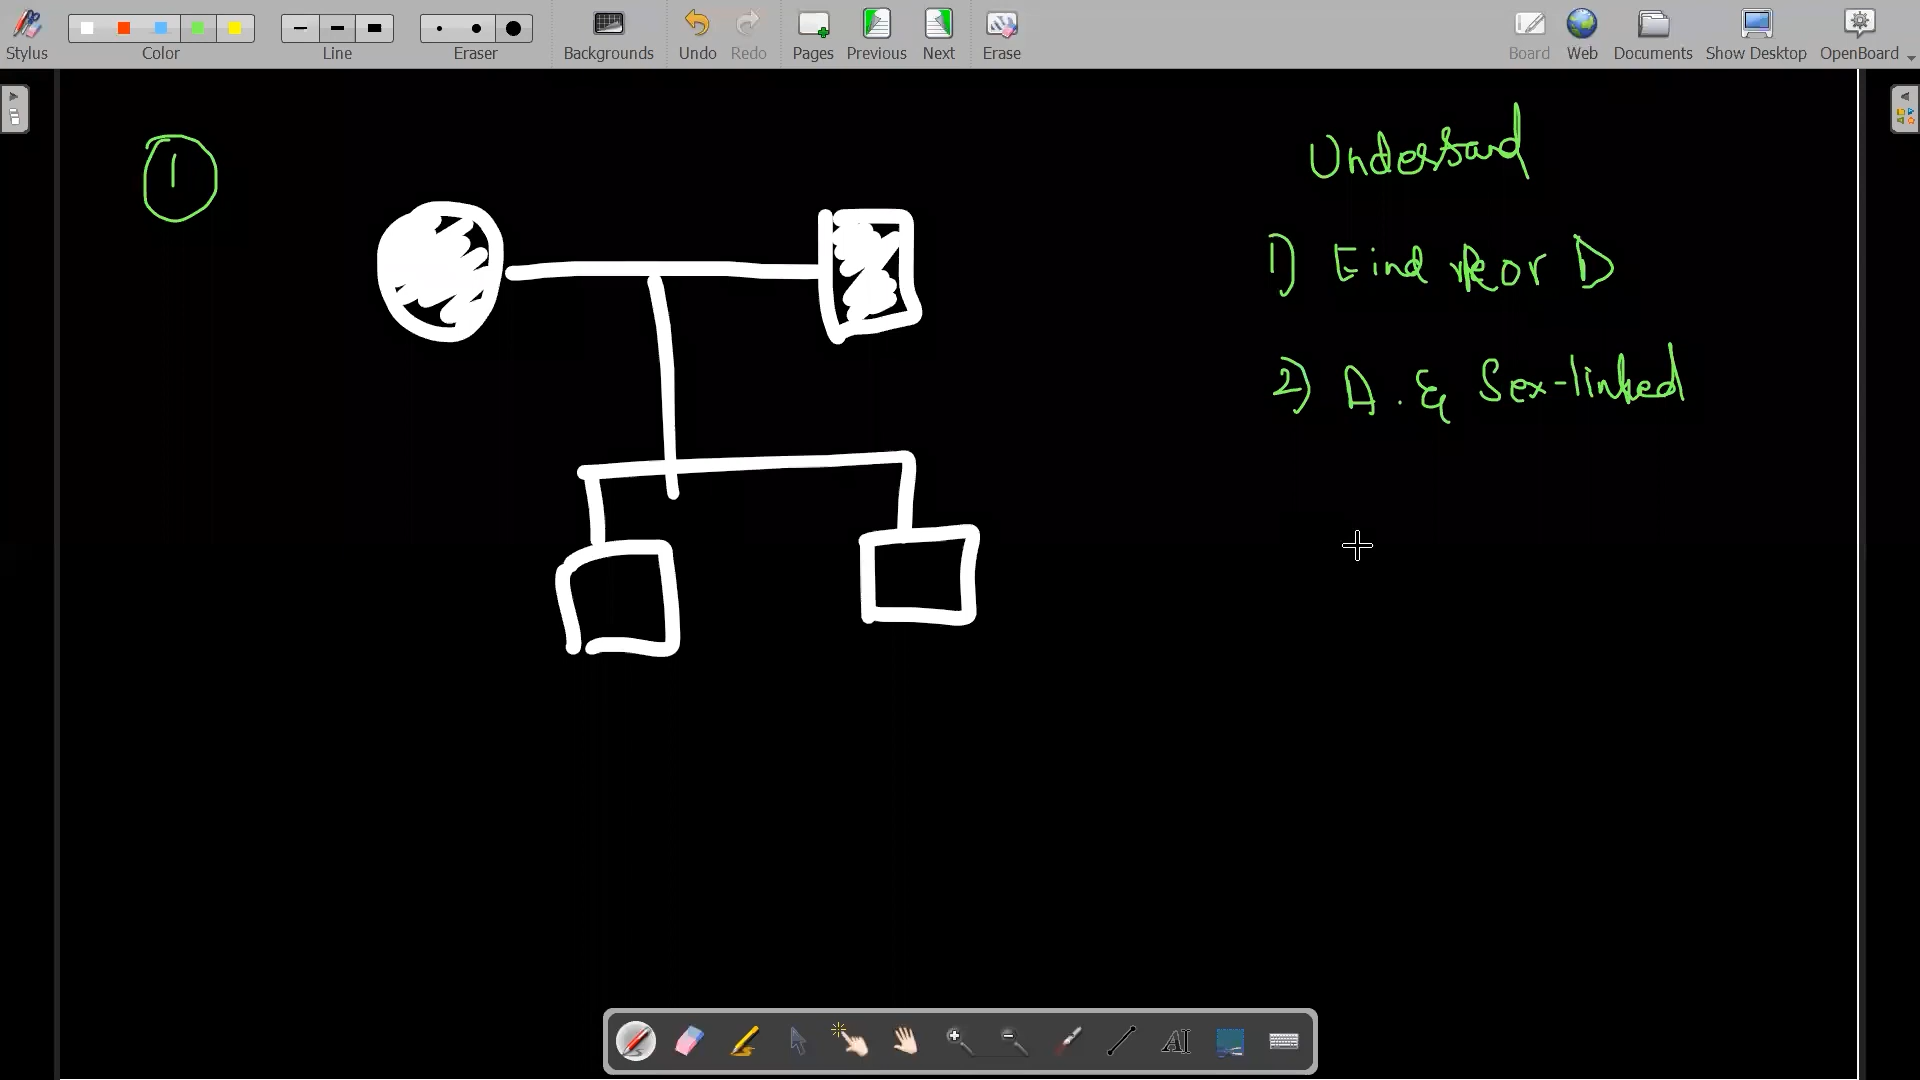 Stylus Color Line Eraser Backgrounds Undo Redo Pages Previous Next Erase Board Web Documents Show Desktop OpenBoard
1
Understand
1) Find or D
2) A. & Sex-linked
AI